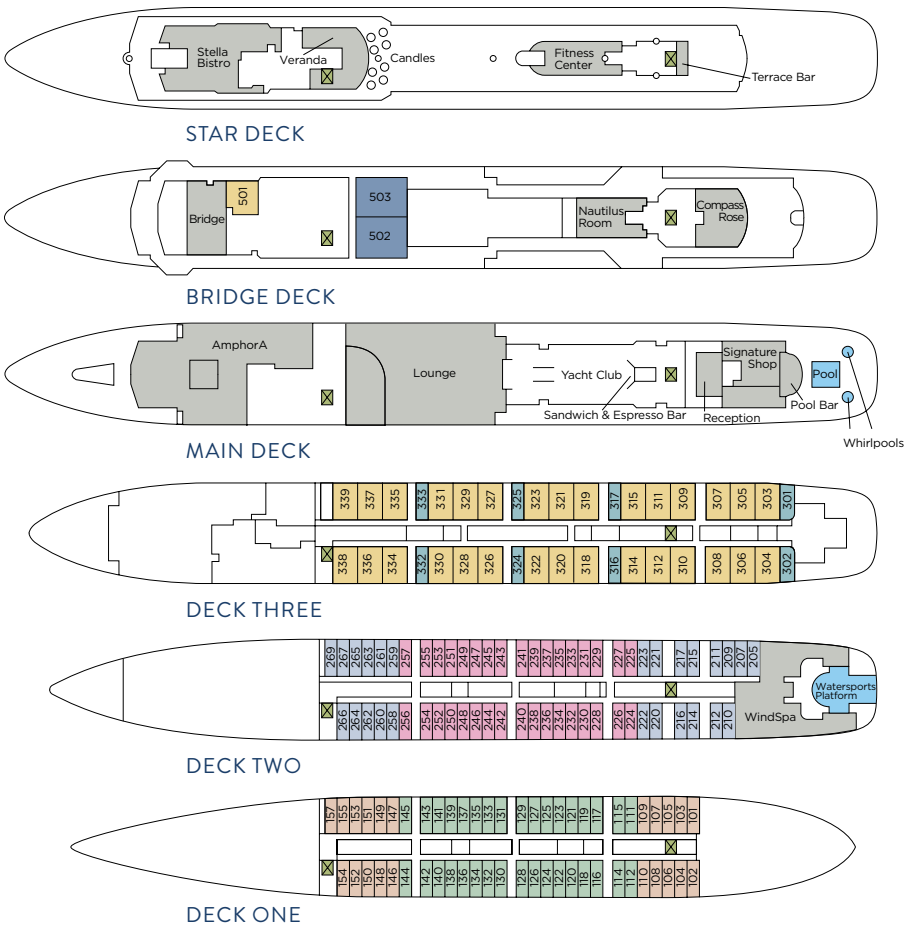 Stella
Bistro
Veranda
Candles
Fitness
Center
Terrace Bar
STAR DECK
501
Bridge
503
502
Nautilus
Room
Compass
Rose
BRIDGE DECK
AmphorA
Lounge
Yacht Club
Sandwich & Espresso Bar
Signature
Shop
Reception
Pool
Pool Bar
Whirlpools
MAIN DECK
339 337 335 333 331 329 327 325 323 321 319 317 315 311 309 307 305 303 301
338 336 334 332 330 328 326 324 322 320 318 316 314 312 310 308 306 304 302
DECK THREE
269 267 265 263 261 259 257 255 253 251 249 247 245 243 241 239 237 235 233 231 229 227 225 223 221 217 215 211 209 207 205
Watersports
Platform
WindSpa
266 264 262 260 258 256 254 252 250 248 246 244 242 240 238 236 234 232 230 228 226 224 222 220 216 214 212 210
DECK TWO
157 155 153 151 149 147 145 143 141 139 137 135 133 131 129 127 125 123 121 119 117 115 111 109 107 105 103 101
154 152 150 148 146 144 142 140 138 136 134 132 130 128 126 124 122 120 118 116 114 112 110 108 106 104 102
DECK ONE